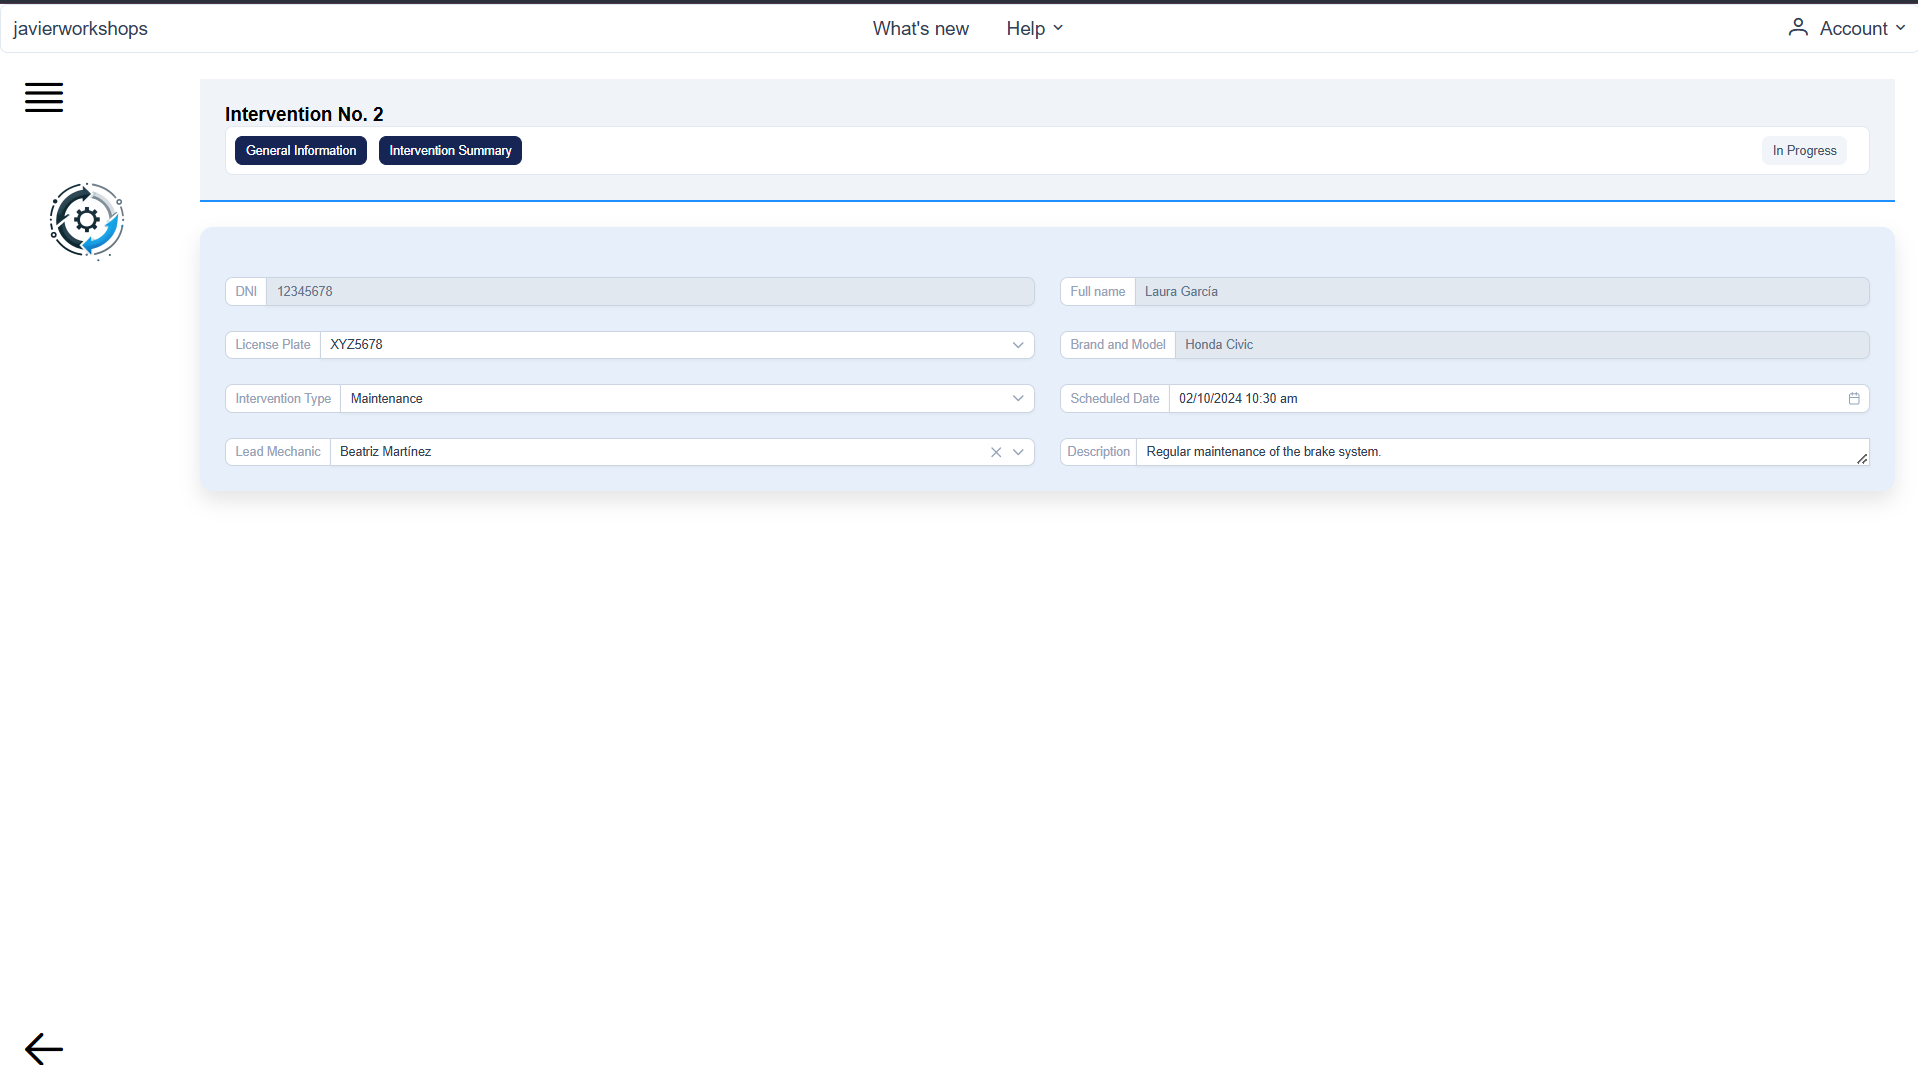 javierworkshops
What's new
Help
Account
Intervention No. 2
General Information
Intervention Summary
In Progress
DNI
12345678
Full name
Laura García
License Plate
XYZ5678
Brand and Model
Honda Civic
Intervention Type
Maintenance
Scheduled Date
02/10/2024 10:30 am
Lead Mechanic
Beatriz Martínez
Description
Regular maintenance of the brake system.